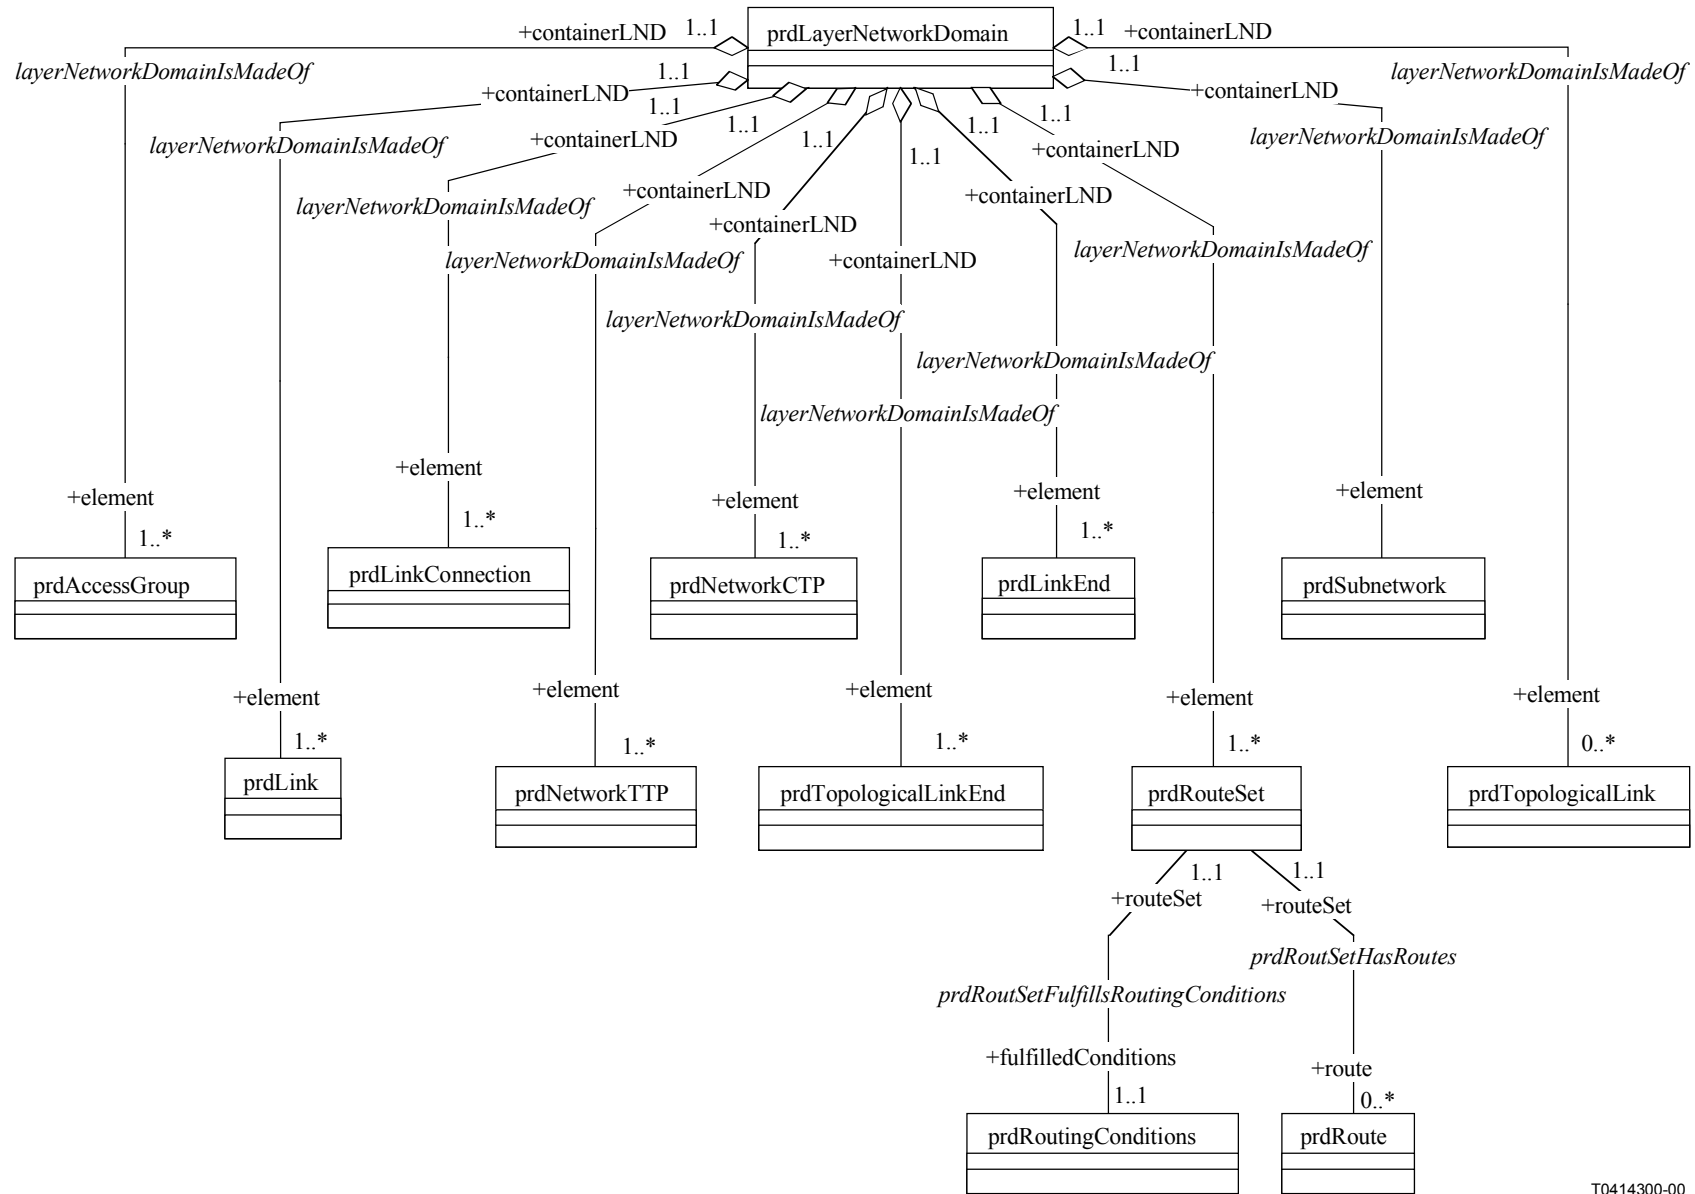 +containerLND 1..1 prdLayerNetworkDomain 1..1 +containerLND
layerNetworkDomainIsMadeOf 1..1 1..1 layerNetworkDomainIsMadeOf
+containerLND +containerLND
1..1 1..1
1..1 1..1
layerNetworkDomainIsMadeOf +containerLND 1..1 +containerLND layerNetworkDomainIsMadeOf
1..1
+containerLND +containerLND
layerNetworkDomainIsMadeOf
+containerLND
layerNetworkDomainIsMadeOf +containerLND layerNetworkDomainIsMadeOf
layerNetworkDomainIsMadeOf
layerNetworkDomainIsMadeOf
layerNetworkDomainIsMadeOf
+element
+element +element +element +element
1..*
1..* 1..* 1..*
prdAccessGroup prdLinkConnection prdNetworkCTP prdLinkEnd prdSubnetwork
+element +element +element +element +element
1..* 1..* 1..* 1..* 0..*
prdLink prdNetworkTTP prdTopologicalLinkEnd prdRouteSet prdTopologicalLink
1..1 1..1
+routeSet +routeSet
prdRoutSetHasRoutes
prdRoutSetFulfillsRoutingConditions
+fulfilledConditions
+route
1..1 0..*
prdRoutingConditions prdRoute
T0414300-00